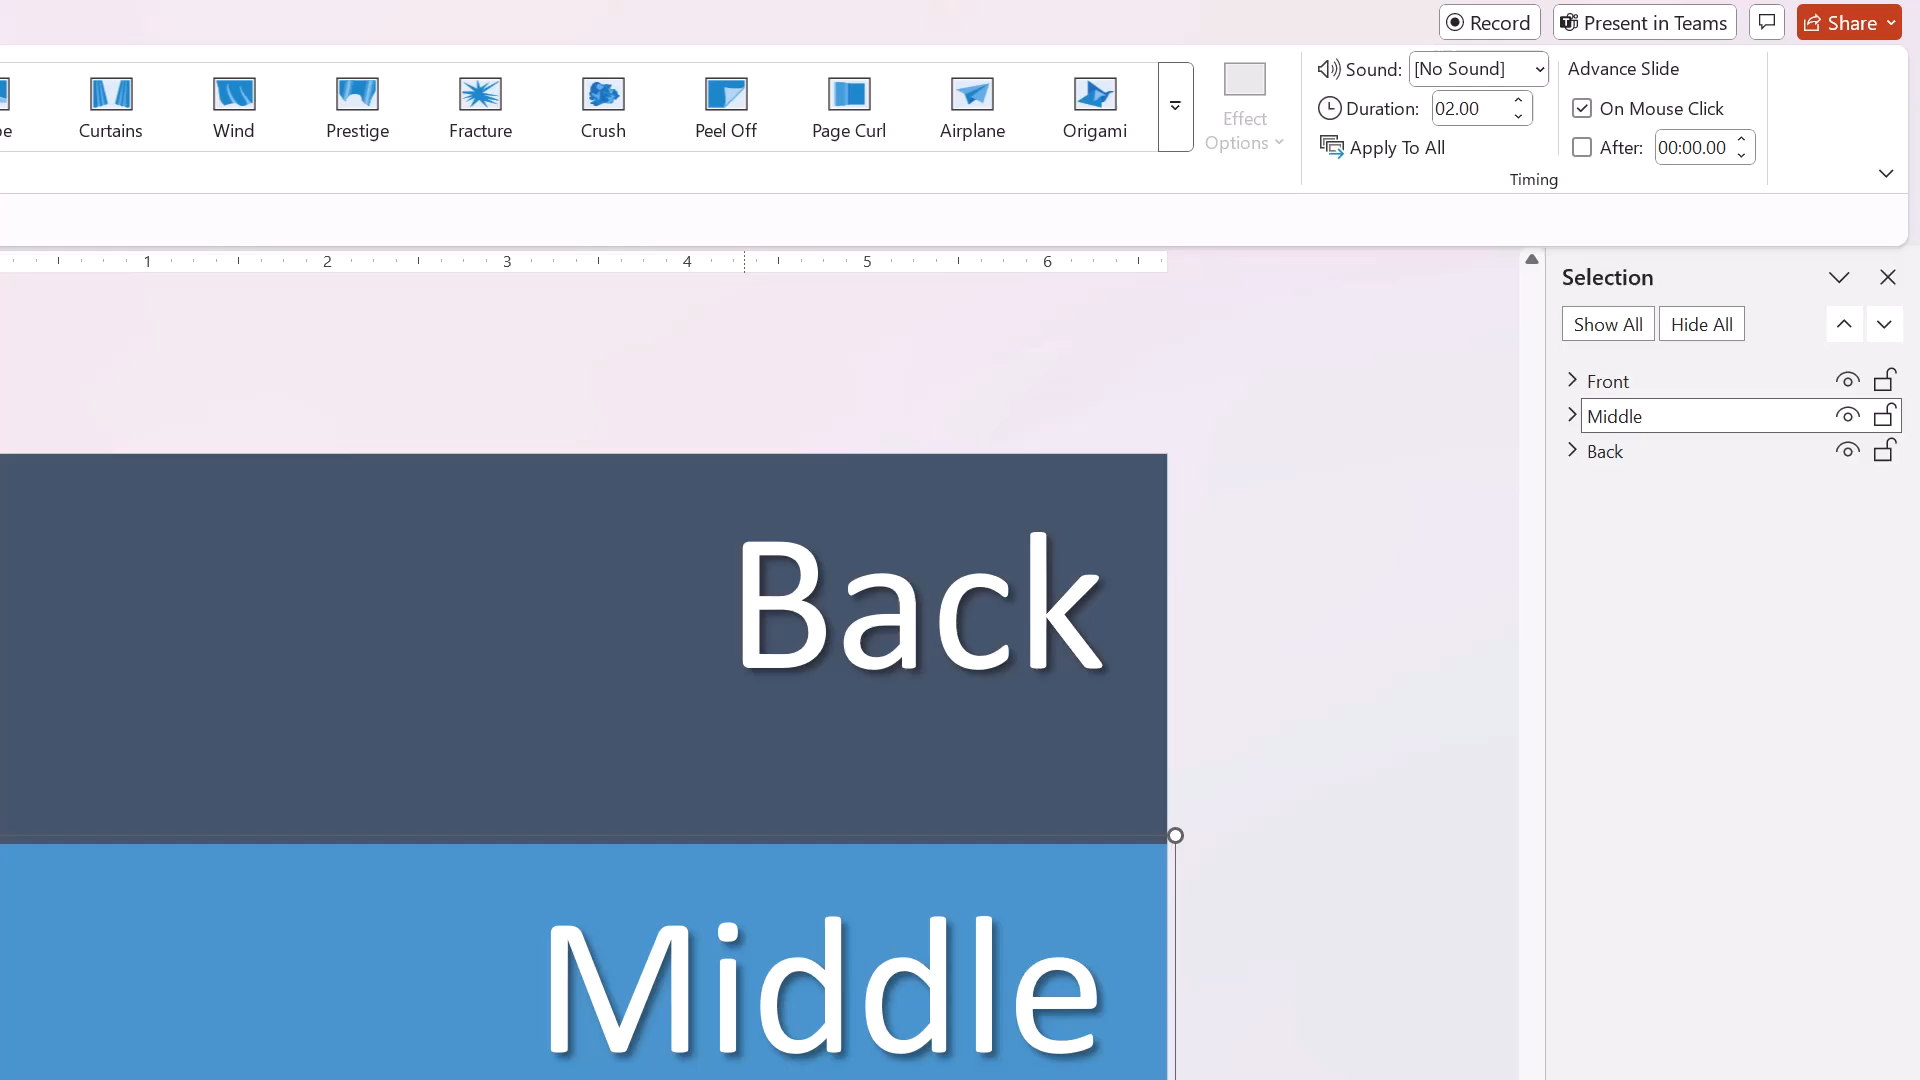 Record Present in Teams Share
Sound: [No Sound] Advance Slide
Duration: 02.00 On Mouse Click
Curtains Wind Prestige Fracture Crush Peel Off Page Curl Airplane Origami Effect Options
Apply To All After: 00:00.00
Timing
1 2 3 4 5 6
Selection
Show All Hide All
Front
Middle
Back
Back
Middle